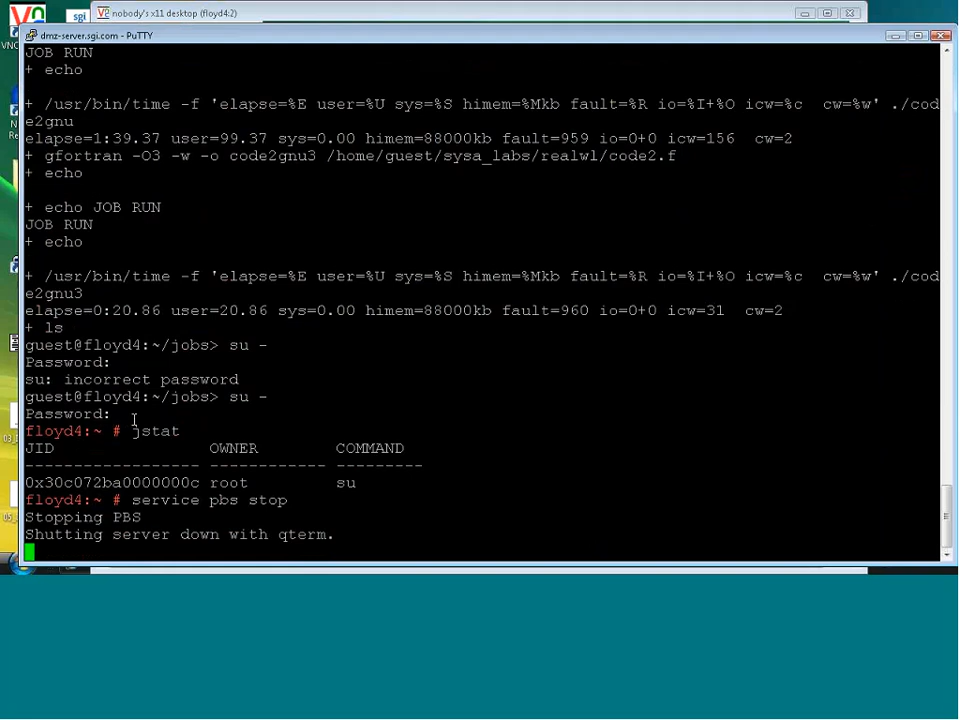 sgi
nobody's x11 desktop (floyd4:2)
VNC
dmz-server.sgi.com - PuTTY
JOB RUN
+ echo
+ /usr/bin/time -f 'elapse=%E user=%U sys=%S himem=%Mkb fault=%R io=%I+%O icw=%c  cw=%w' ./cod
e2gnu
elapse=1:39.37 user=99.37 sys=0.00 himem=88000kb fault=959 io=0+0 icw=156  cw=2
+ gfortran -O3 -w -o code2gnu3 /home/guest/sysa_labs/realwl/code2.f
+ echo
+ echo JOB RUN
JOB RUN
+ echo
+ /usr/bin/time -f 'elapse=%E user=%U sys=%S himem=%Mkb fault=%R io=%I+%O icw=%c  cw=%w' ./cod
e2gnu3
elapse=0:20.86 user=20.86 sys=0.00 himem=88000kb fault=960 io=0+0 icw=31  cw=2
+ ls
guest@floyd4:~/jobs> su -
Password:
su: incorrect password
guest@floyd4:~/jobs> su -
Password:
floyd4:~ # jstat
JID OWNER COMMAND
------------------ ------------ ---------
0x30c072ba0000000c root su
floyd4:~ # service pbs stop
Stopping PBS
Shutting server down with qterm.